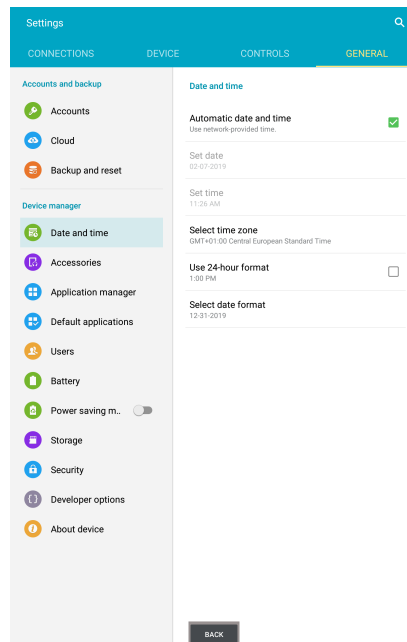 Settings
CONNECTIONS DEVICE CONTROLS GENERAL
Accounts and backup
Accounts
Cloud
Backup and reset
Device manager
Date and time
Accessories
Application manager
Default applications
Users
Battery
Power saving m..
Storage
Security
Developer options
About device
Date and time
Automatic date and time
Use network-provided time.
Set date
02-07-2019
Set time
11:26 AM
Select time zone
GMT+01:00 Central European Standard Time
Use 24-hour format
1:00 PM
Select date format
12-31-2019
BACK